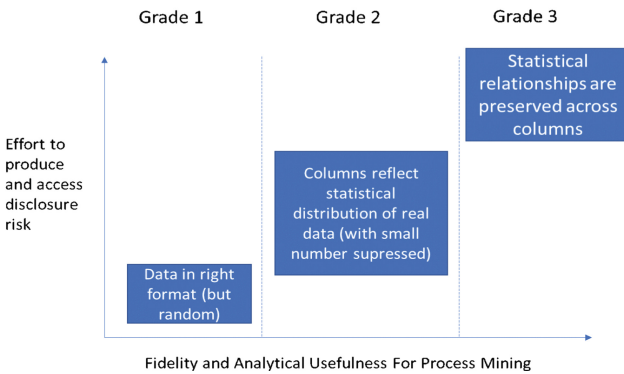 Grade 1
Grade 2
Grade 3
Statistical
relationships are
preserved across
columns
Effort to
produce
and access
disclosure
risk
Columns reflect
statistical
distribution of real
data (with small
number supressed)
Data in right
format (but
random)
Fidelity and Analytical Usefulness For Process Mining